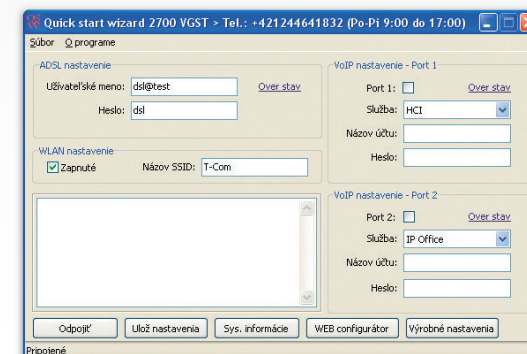 Quick start wizard 2700 VGST > Tel.: +421244641832 (Po-Pi 9:00 do 17:00)
Súbor O programe
ADSL nastavenie
Užívateľské meno: dsl@test Over stav
Heslo: dsl
WLAN nastavenie
Zapnuté Názov SSID: T-Com
VoIP nastavenie - Port 1
Port 1: Over stav
Služba: HCI
Názov účtu:
Heslo:
VoIP nastavenie - Port 2
Port 2: Over stav
Služba: IP Office
Názov účtu:
Heslo:
Odpojiť Ulož nastavenia Sys. informácie WEB configurátor Výrobné nastavenia
Pripojené